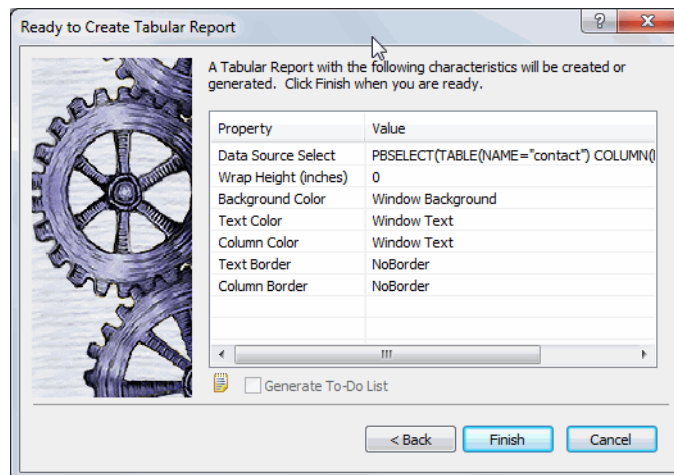 Ready to Create Tabular Report
A Tabular Report with the following characteristics will be created or
generated. Click Finish when you are ready.
Property Value
Data Source Select PBSELECT(TABLE(NAME="contact") COLUMN(
Wrap Height (inches) 0
Background Color Window Background
Text Color Window Text
Column Color Window Text
Text Border NoBorder
Column Border NoBorder
Generate To-Do List
< Back Finish Cancel